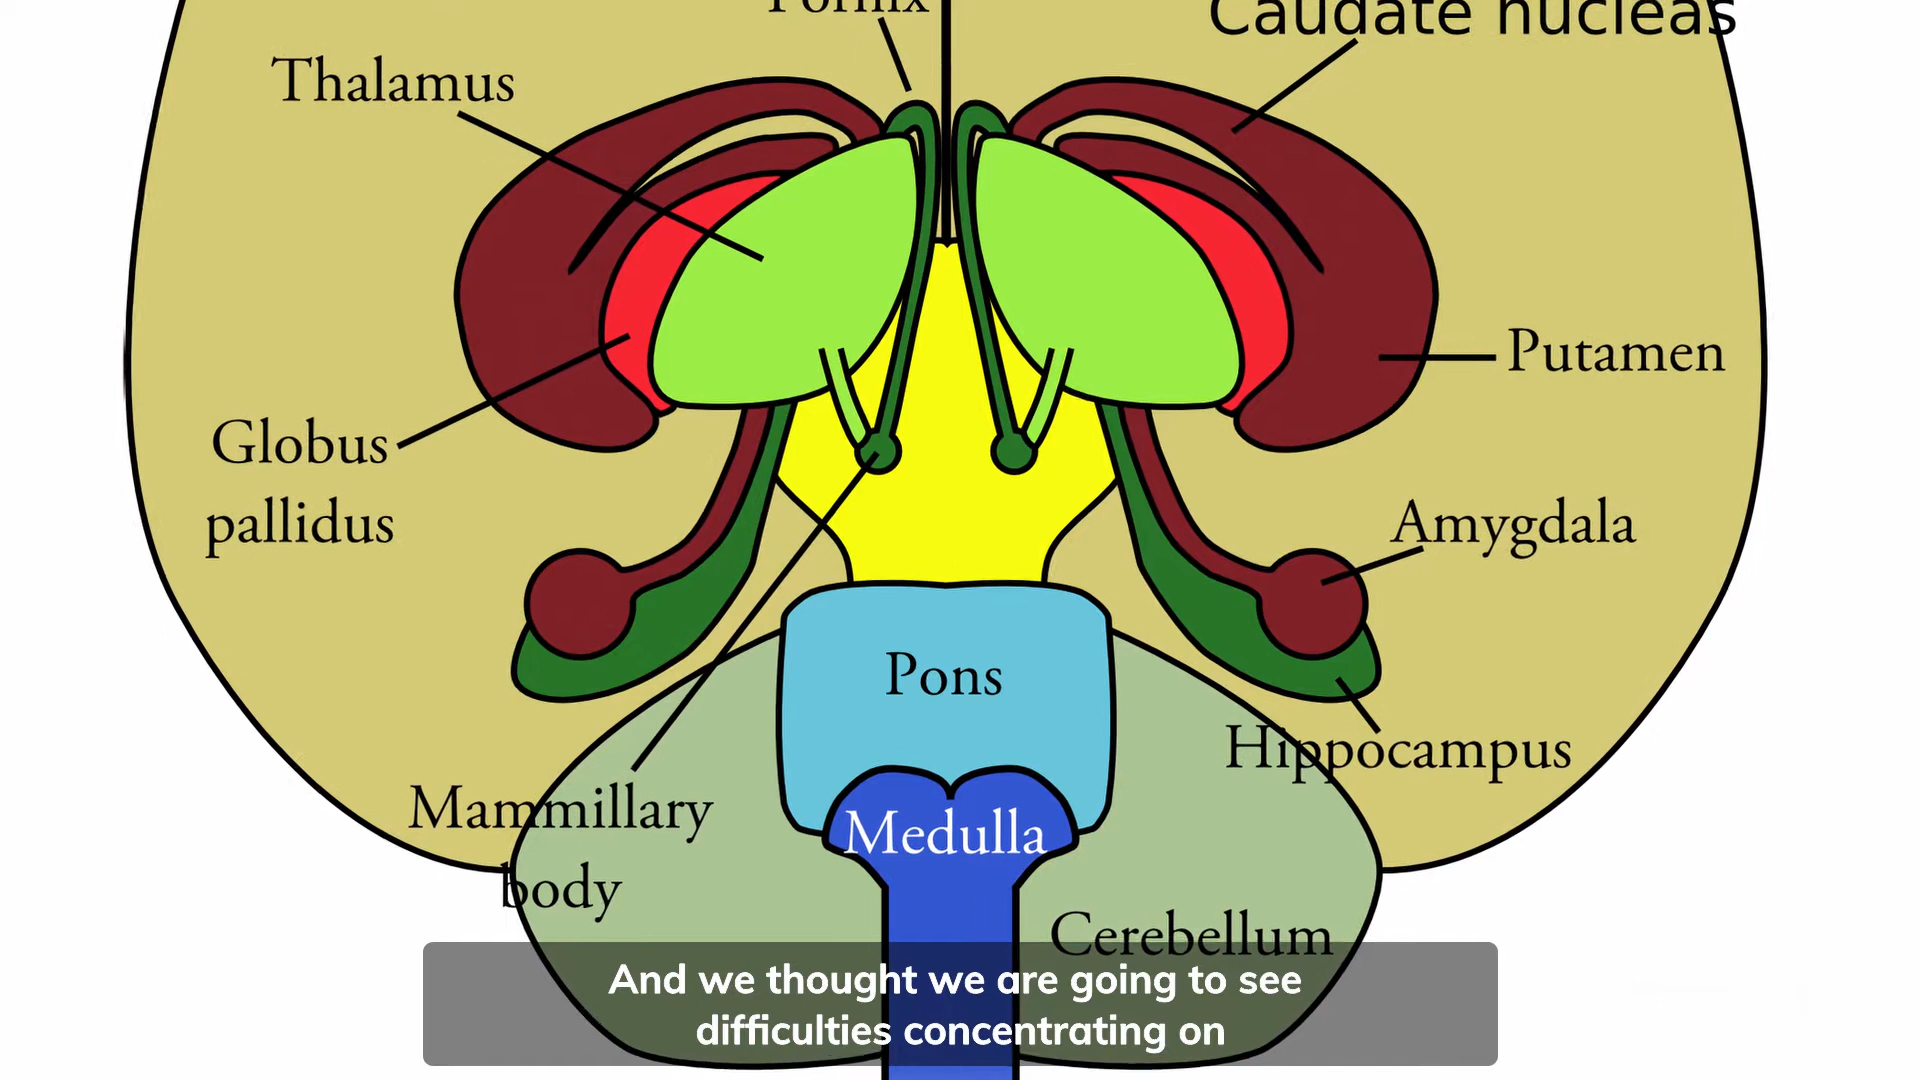 Fornix
Caudate nucleas
Thalamus
Putamen
Globus
pallidus
Amygdala
Pons
Hippocampus
Mammillary
body
Medulla
Cerebellum
And we thought we are going to see
difficulties concentrating on